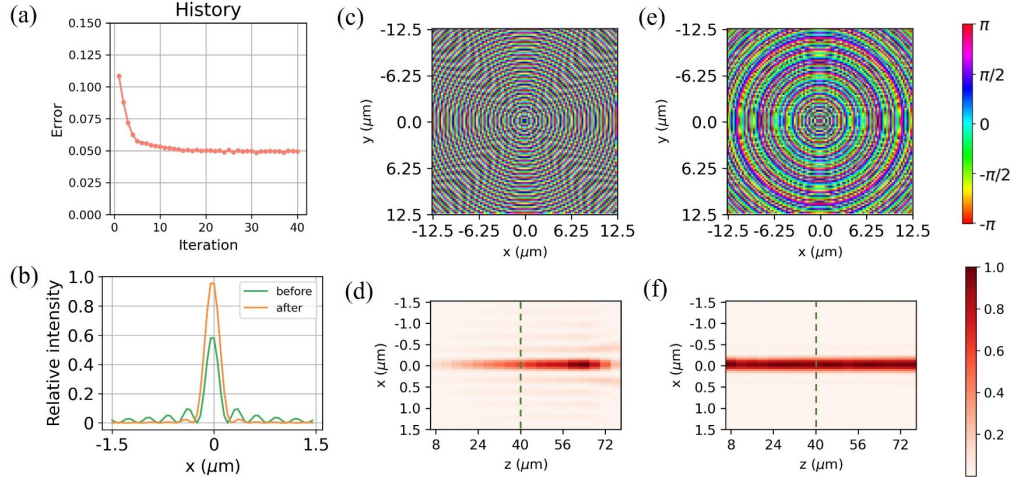 (a)
History
0.150
0.125
0.100
0.075
0.050
0.025
0.000
Error
0 10 20 30 40
Iteration
(b)
1.0
0.8
0.6
0.4
0.2
0
Relative intensity
before
after
-1.5 0 1.5
x (μm)
(c)
-12.5
-6.25
0.0
6.25
12.5
y (μm)
-12.5 -6.25 0.0 6.25 12.5
x (μm)
(d)
-1.5
-1.0
-0.5
0.0
0.5
1.0
1.5
x (μm)
8 24 40 56 72
z (μm)
(e)
-12.5
-6.25
0.0
6.25
12.5
y (μm)
-12.5 -6.25 0.0 6.25 12.5
x (μm)
π
π/2
0
-π/2
-π
(f)
-1.5
-1.0
-0.5
0.0
0.5
1.0
1.5
x (μm)
8 24 40 56 72
z (μm)
1.0
0.8
0.6
0.4
0.2